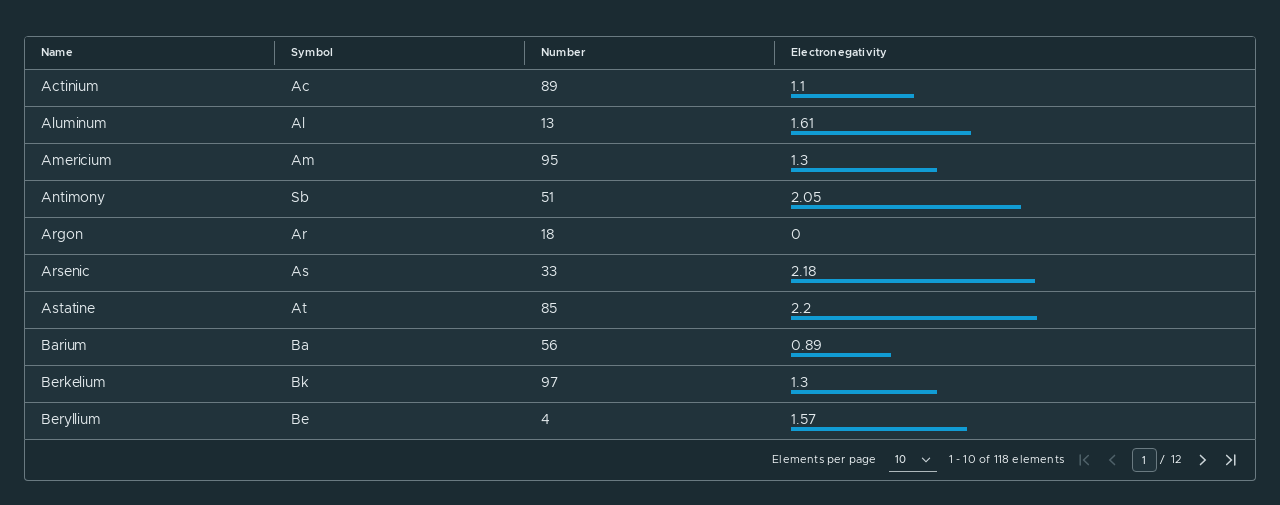 Name Symbol Number Electronegativity
Actinium Ac 89 1.1
Aluminum Al 13 1.61
Americium Am 95 1.3
Antimony Sb 51 2.05
Argon Ar 18 0
Arsenic As 33 2.18
Astatine At 85 2.2
Barium Ba 56 0.89
Berkelium Bk 97 1.3
Beryllium Be 4 1.57
Elements per page 10 1 - 10 of 118 elements 1 / 12